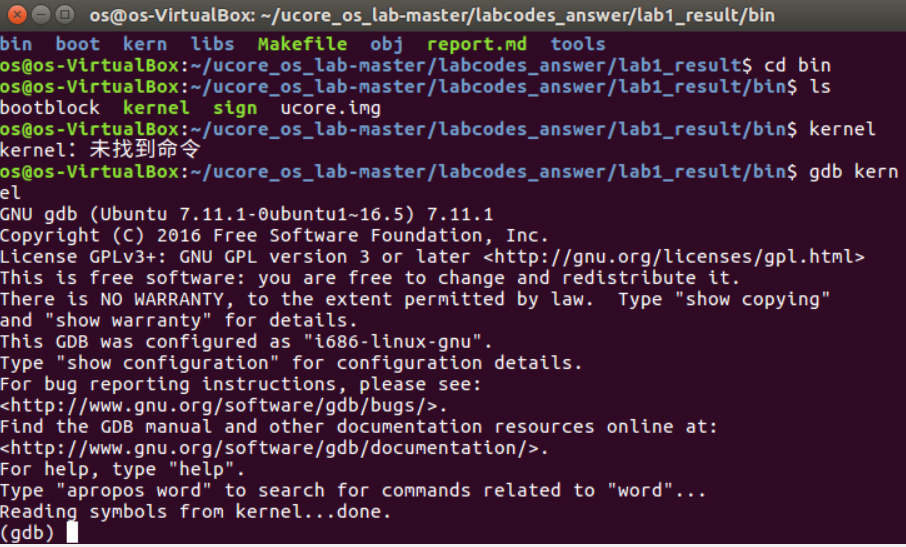 os@os-VirtualBox: ~/ucore_os_lab-master/labcodes_answer/lab1_result/bin
bin boot kern libs Makefile obj report.md tools
os@os-VirtualBox:~/ucore_os_lab-master/labcodes_answer/lab1_result$ cd bin
os@os-VirtualBox:~/ucore_os_lab-master/labcodes_answer/lab1_result/bin$ ls
bootblock kernel sign ucore.img
os@os-VirtualBox:~/ucore_os_lab-master/labcodes_answer/lab1_result/bin$ kernel
kernel：未找到命令
os@os-VirtualBox:~/ucore_os_lab-master/labcodes_answer/lab1_result/bin$ gdb kern
el
GNU gdb (Ubuntu 7.11.1-0ubuntu1~16.5) 7.11.1
Copyright (C) 2016 Free Software Foundation, Inc.
License GPLv3+: GNU GPL version 3 or later <http://gnu.org/licenses/gpl.html>
This is free software: you are free to change and redistribute it.
There is NO WARRANTY, to the extent permitted by law.  Type "show copying"
and "show warranty" for details.
This GDB was configured as "i686-linux-gnu".
Type "show configuration" for configuration details.
For bug reporting instructions, please see:
<http://www.gnu.org/software/gdb/bugs/>.
Find the GDB manual and other documentation resources online at:
<http://www.gnu.org/software/gdb/documentation/>.
For help, type "help".
Type "apropos word" to search for commands related to "word"...
Reading symbols from kernel...done.
(gdb)